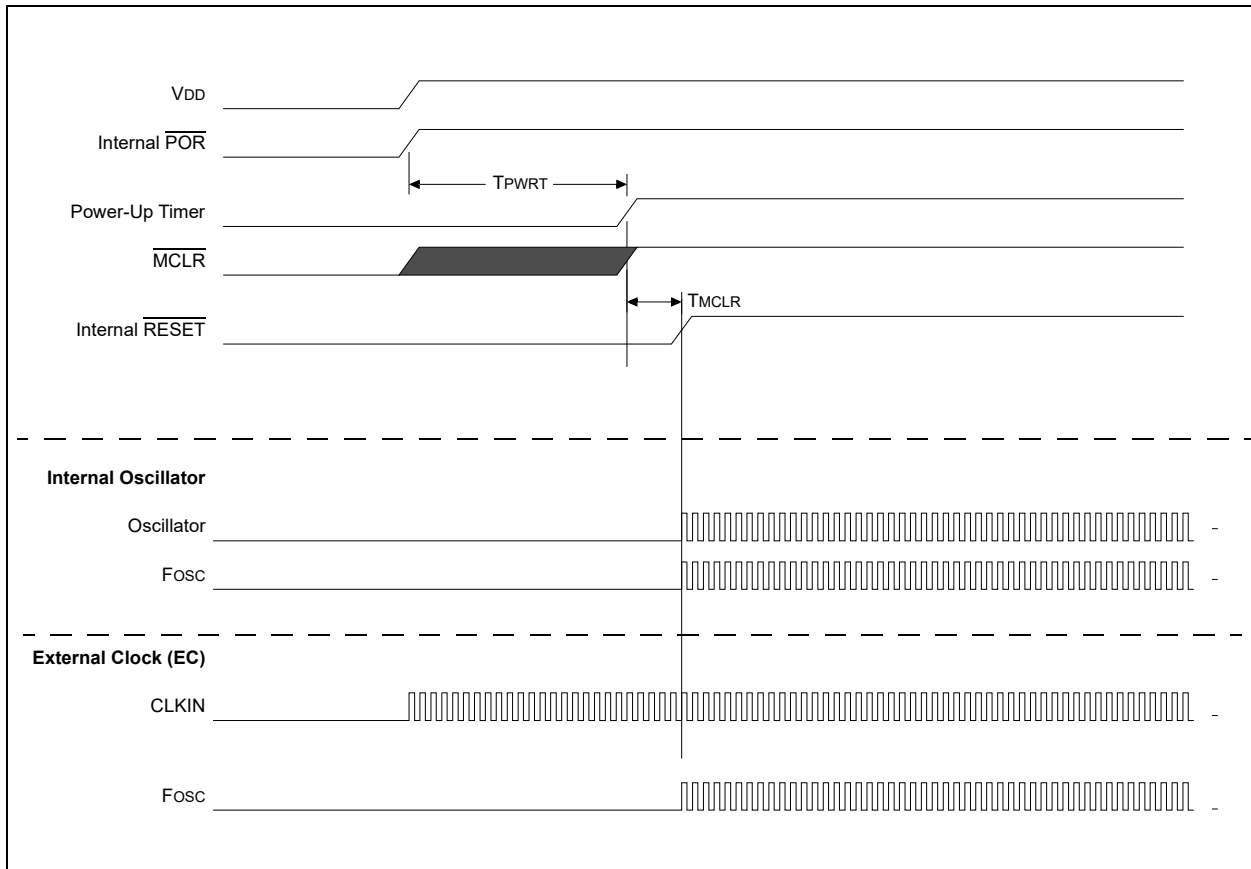 VDD
Internal POR
TPWRT
Power-Up Timer
MCLR
TMCLR
Internal RESET
Internal Oscillator
Oscillator
FOSC
External Clock (EC)
CLKIN
FOSC